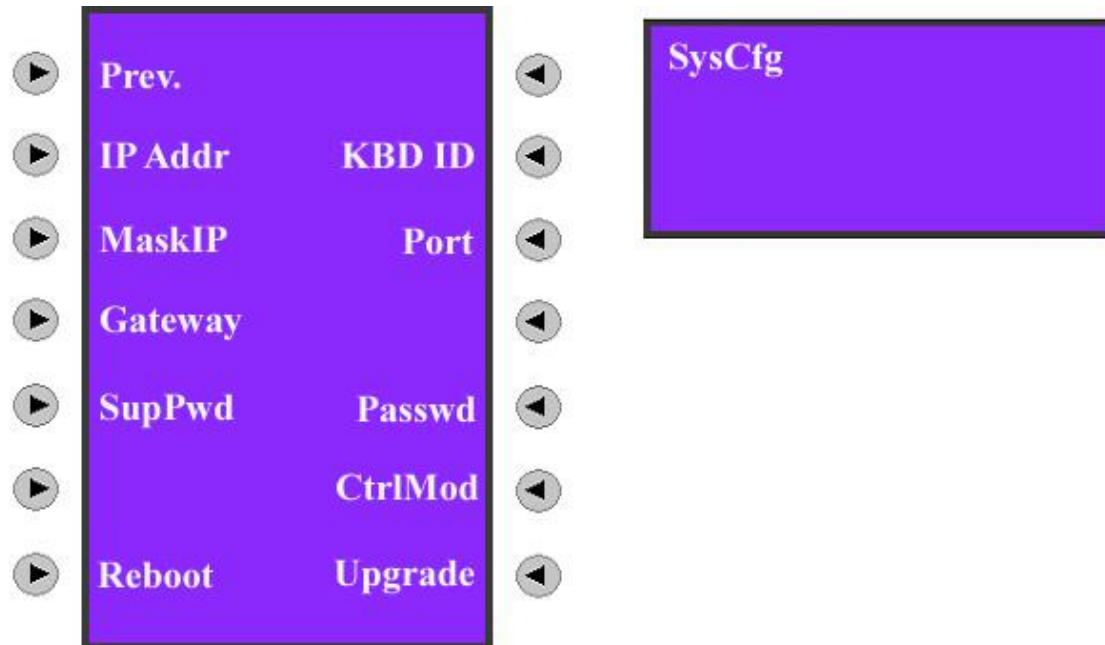 Prev.
IP Addr KBD ID
MaskIP Port
Gateway
SupPwd Passwd
CtrlMod
Reboot Upgrade
SysCfg